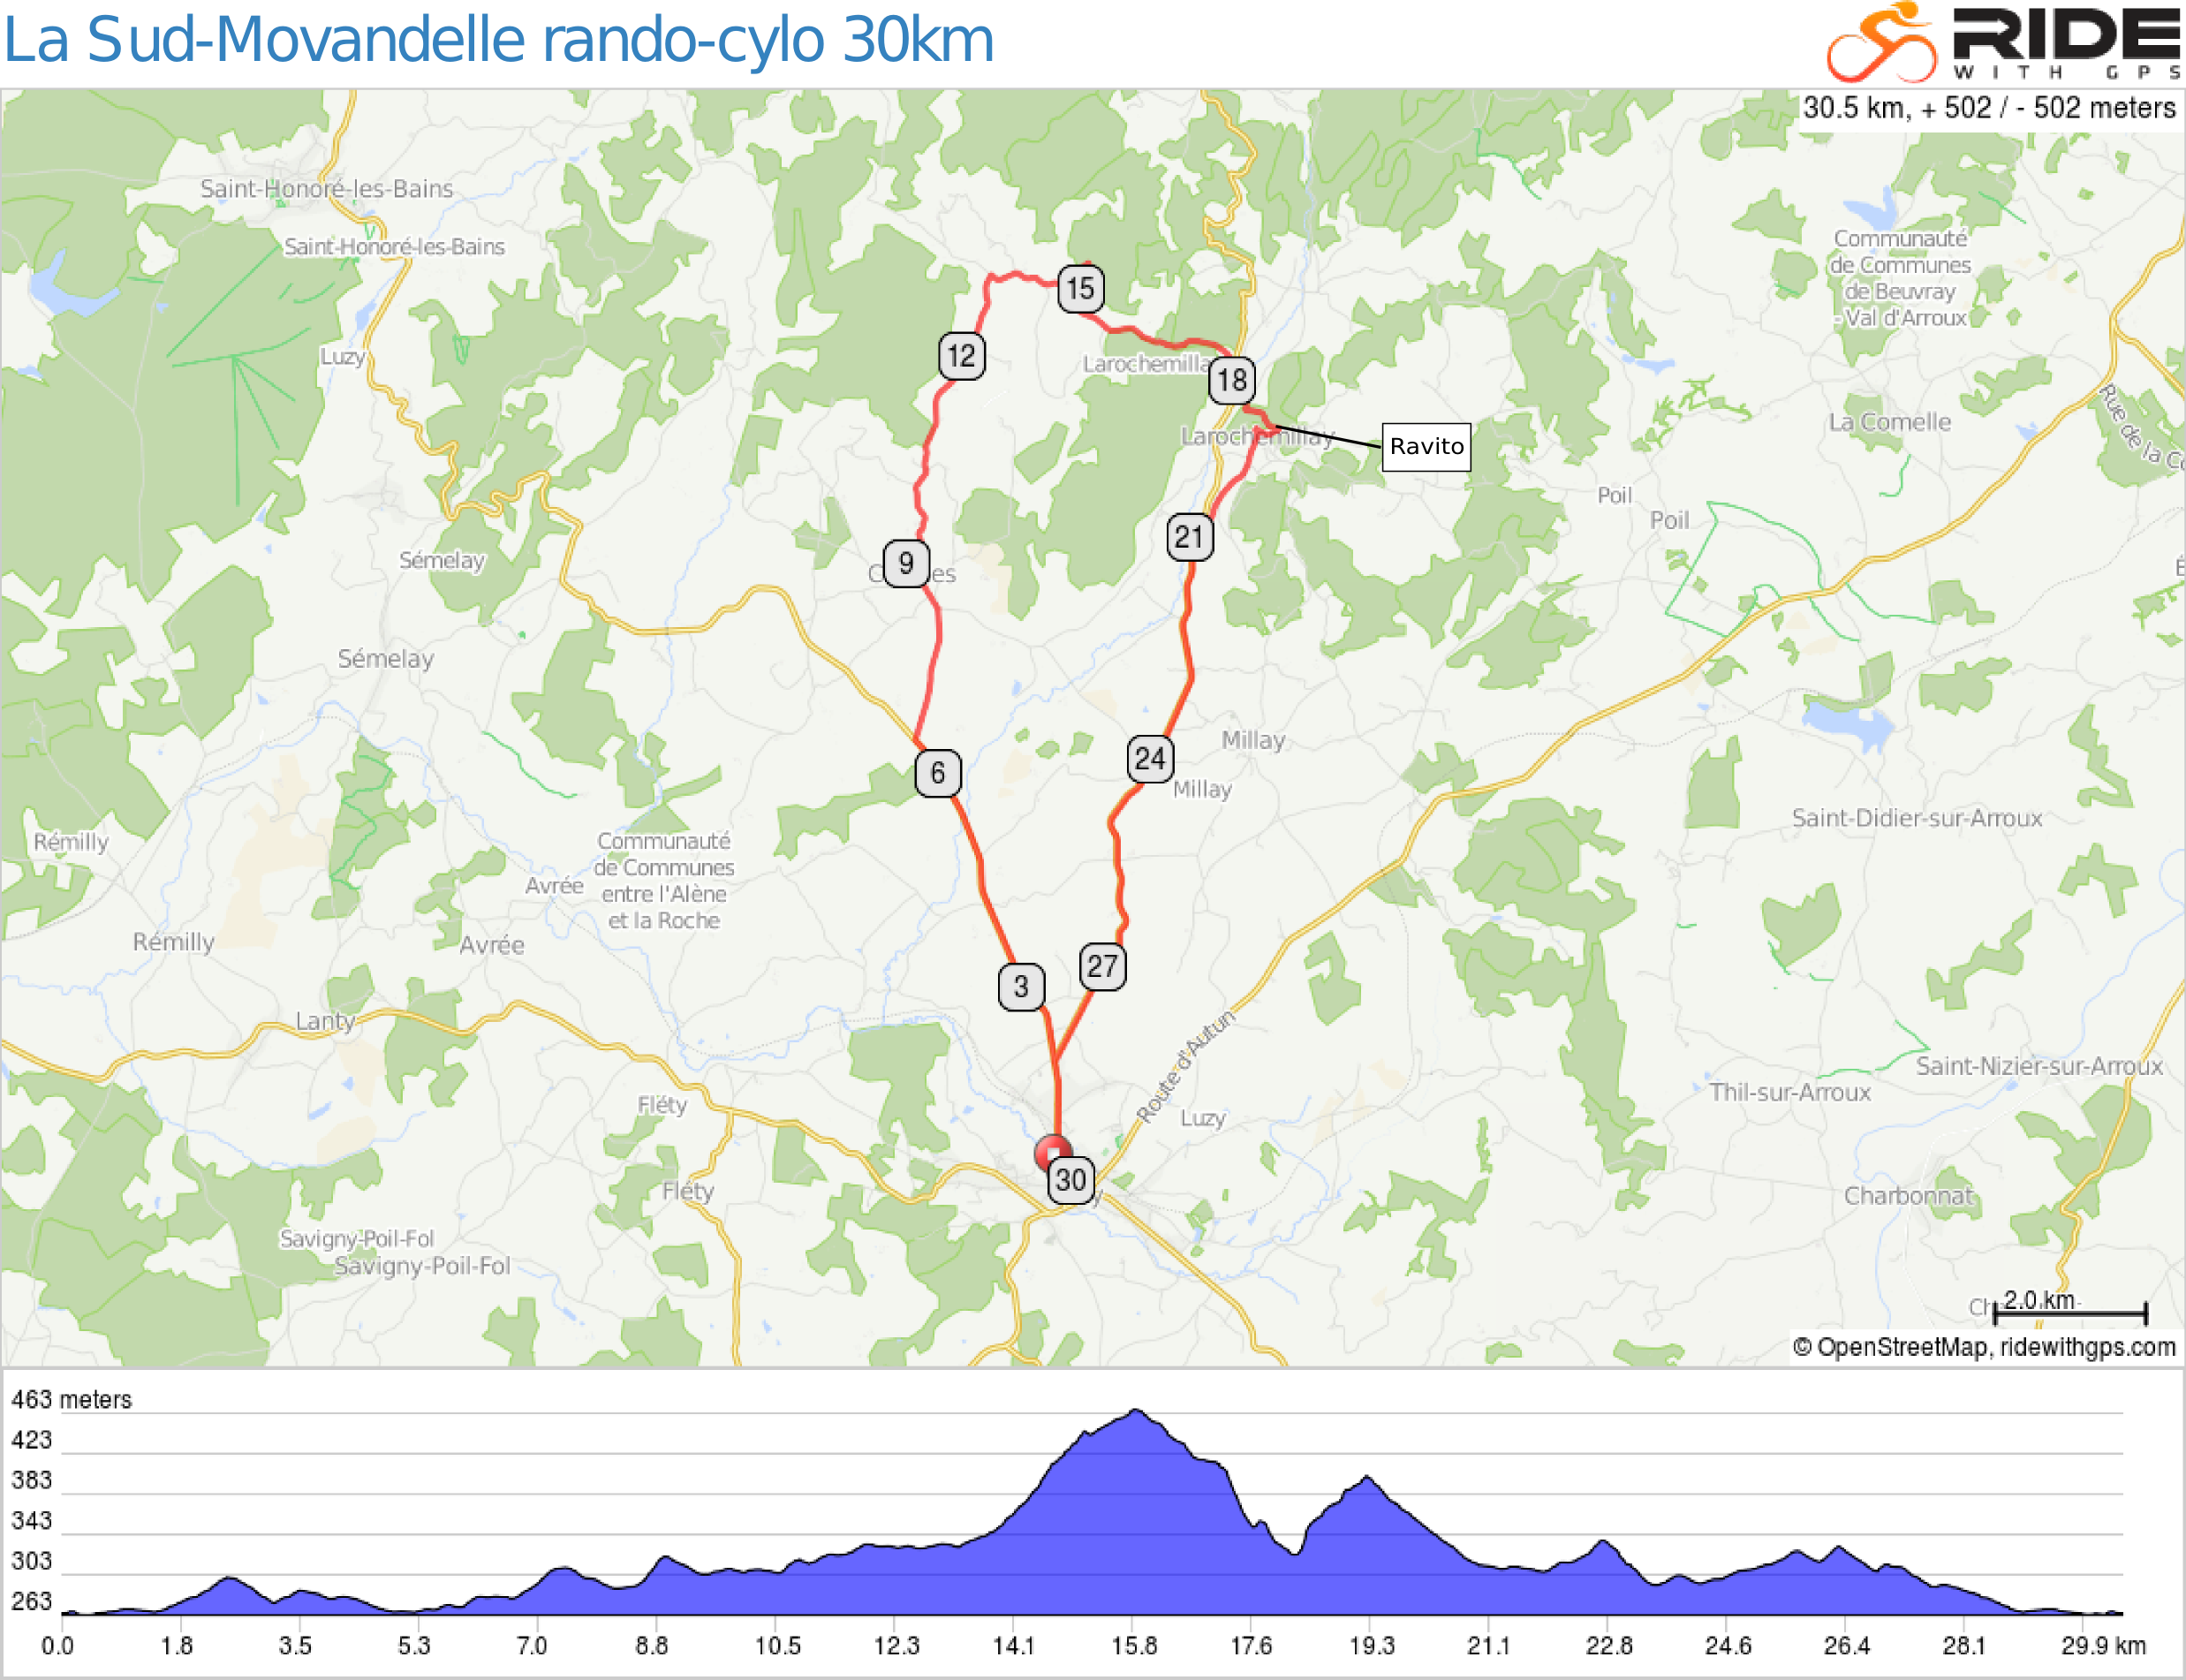 La Sud-Movandelle rando-cylo 30km
RIDE
WITH GPS
30.5 km, + 502 / - 502 meters
Saint-Honoré-les-Bains
Saint-Honoré-les-Bains
Communauté
de Communes
de Beuvray
- Val d'Arroux
15
Luzy
12
Larochemilla
18
Rue de la C
La Comelle
Larochemillay
Ravito
Poil
Poil
21
Sémelay
9
C es
É
Sémelay
Millay
24
6
Millay
Saint-Didier-sur-Arroux
Rémilly
Communauté
de Communes
entre l'Alène
et la Roche
Avrée
Rémilly
Avrée
27
3
Lanty
Route d'Autun
Saint-Nizier-sur-Arroux
Thil-sur-Arroux
Fléty
Luzy
30
y
Fléty
Charbonnat
Savigny-Poil-Fol
Savigny-Poil-Fol
Ch
2.0 km
© OpenStreetMap, ridewithgps.com
463 meters
423
383
343
303
263
0.0 1.8 3.5 5.3 7.0 8.8 10.5 12.3 14.1 15.8 17.6 19.3 21.1 22.8 24.6 26.4 28.1 29.9 km